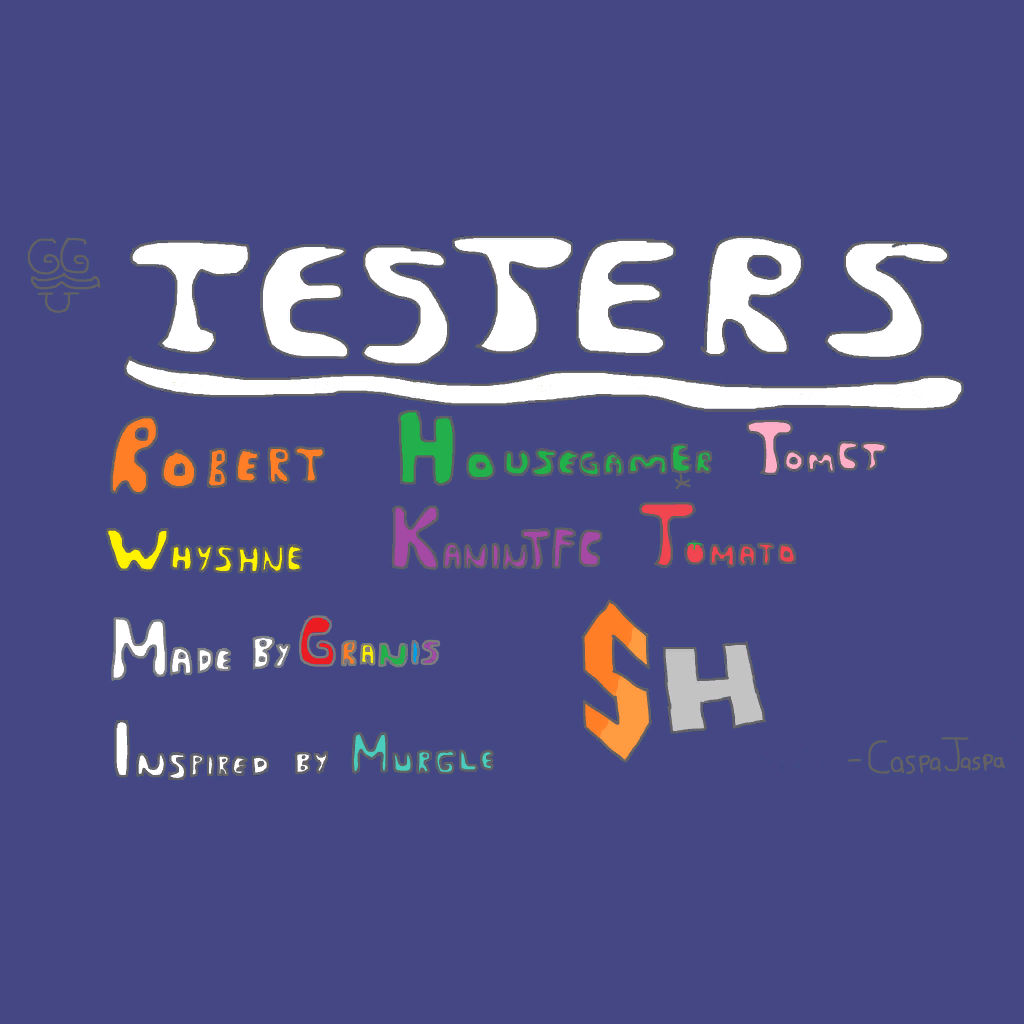 GG
TESTERS
ROBERT HOUSEGAMER TOMCT
WHYSHNE KANINTFC TOMATO
MADE BY GRANIS
SH
INSPIRED BY MURGLE
-CaspaJaspa